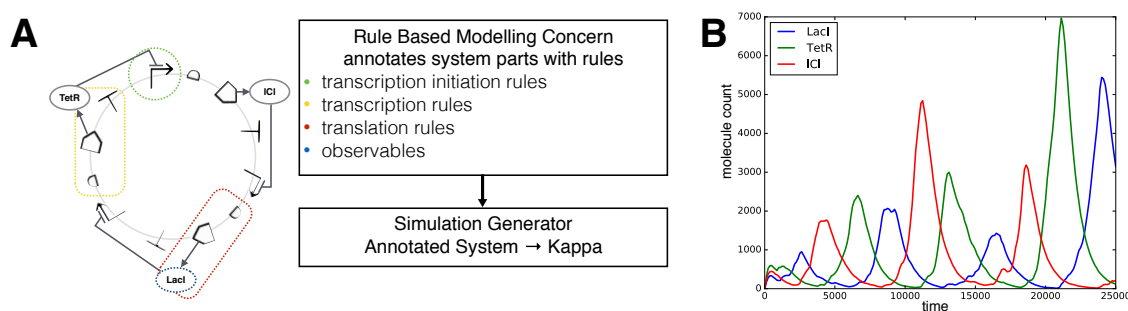 A
TetR
lCl
LacI
Rule Based Modelling Concern
annotates system parts with rules
• transcription initiation rules
• transcription rules
• translation rules
• observables
Simulation Generator
Annotated System → Kappa
B
molecule count
7000
6000
5000
4000
3000
2000
1000
0
LacI
TetR
lCl
0 5000 10000 15000 20000 25000
time